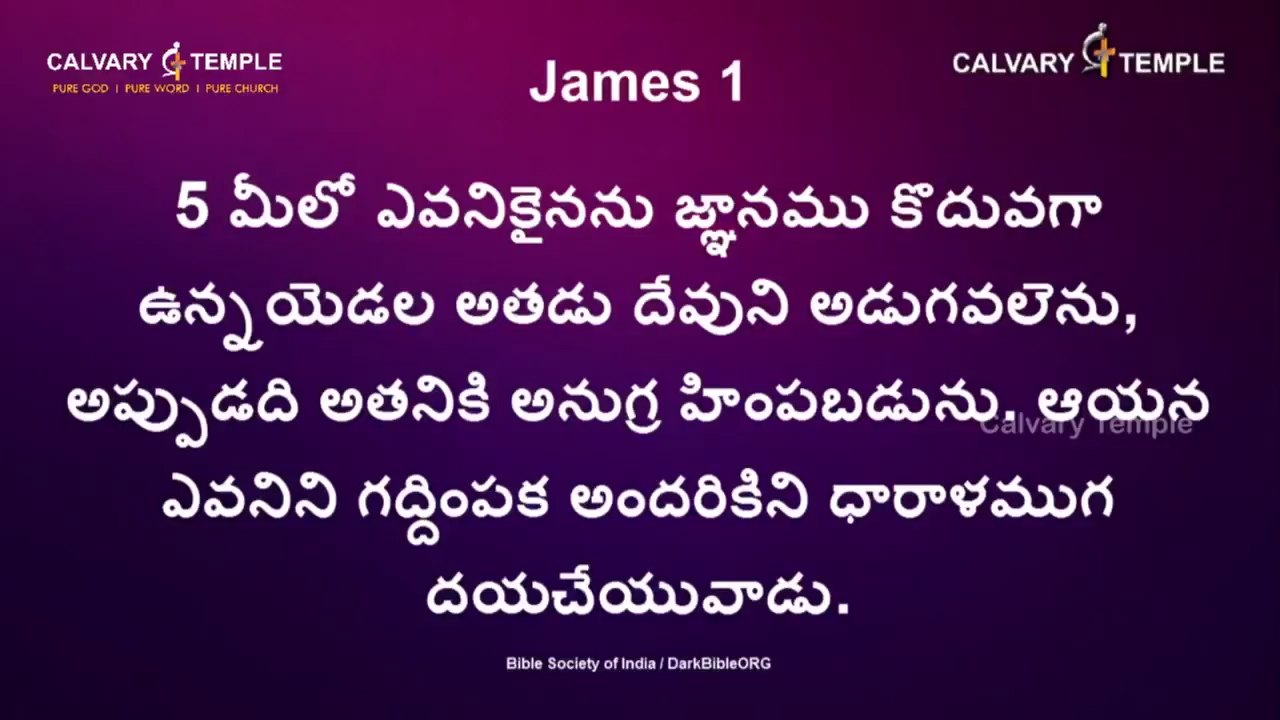 CALVARY TEMPLE
PURE GOD | PURE WORD | PURE CHURCH
James 1
CALVARY TEMPLE
5 మీలో ఎవనికైనను జ్ఞానము కొదువగా
ఉన్నయెడల అతడు దేవుని అడుగవలెను,
అప్పుడది అతనికి అనుగ్ర హింపబడును. ఆయన
Calvary Temple
ఎవనిని గద్దింపక అందరికిని ధారాళముగ
దయచేయువాడు.
Bible Society of India / DarkBibleORG